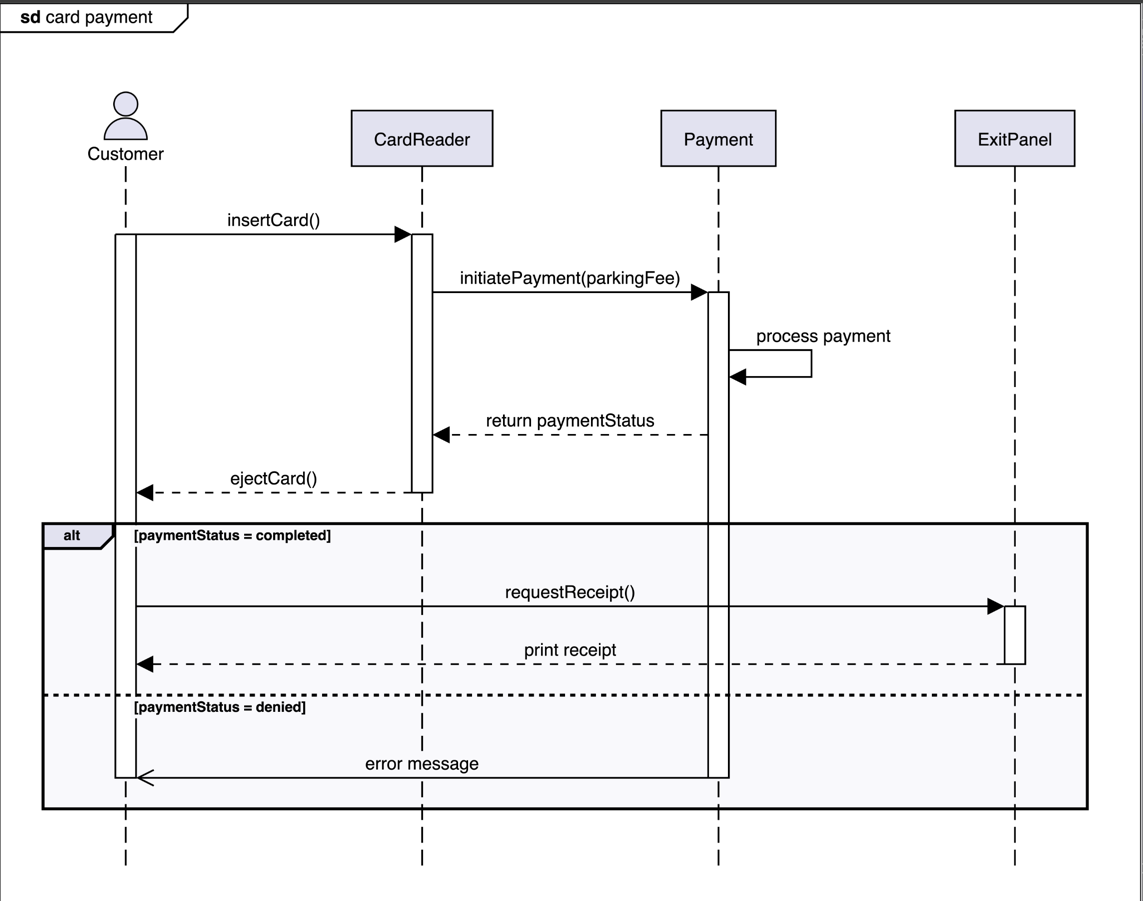 sd card payment
Customer
CardReader
Payment
ExitPanel
insertCard()
initiatePayment(parkingFee)
process payment
return paymentStatus
ejectCard()
alt
[paymentStatus = completed]
requestReceipt()
print receipt
[paymentStatus = denied]
error message